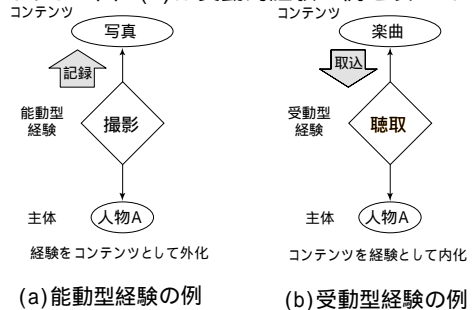 コンテンツ
写真
記録
能動型
経験
撮影
主体
人物A
経験をコンテンツとして外化
(a)能動型経験の例
コンテンツ
楽曲
取込
受動型
経験
聴取
主体
人物A
コンテンツを経験として内化
(b)受動型経験の例